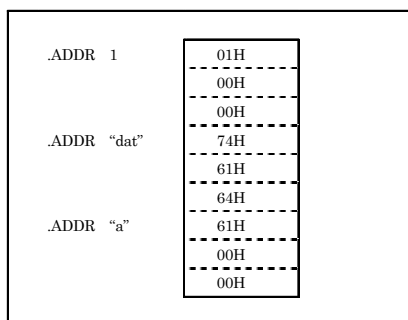 .ADDR 1 01H
00H
00H
.ADDR “dat” 74H
61H
64H
.ADDR “a” 61H
00H
00H